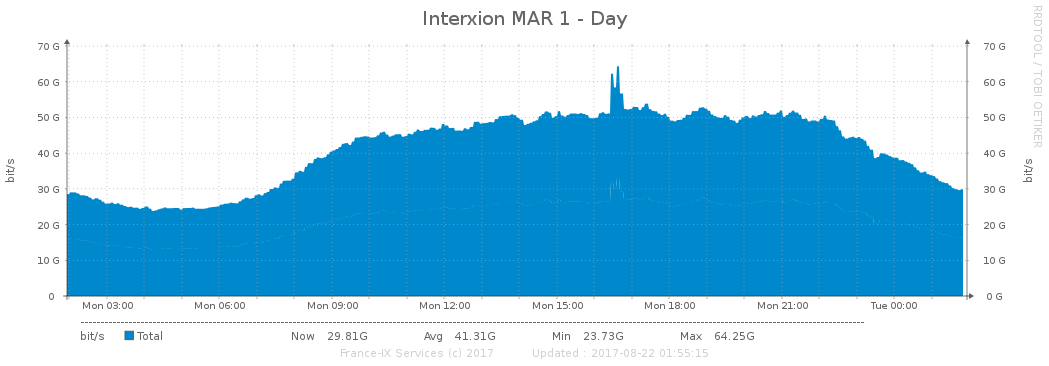 Interxion MAR 1 - Day
RRDTOOL / TOBI OETIKER
70 G 70 G
60 G 60 G
50 G 50 G
40 G 40 G
30 G 30 G
20 G 20 G
10 G 10 G
0 0 G
bit/s bit/s
Mon 03:00 Mon 06:00 Mon 09:00 Mon 12:00 Mon 15:00 Mon 18:00 Mon 21:00 Tue 00:00
bit/s Total Now 29.81G Avg 41.31G Min 23.73G Max 64.25G
France-IX Services (c) 2017 Updated : 2017-08-22 01:55:15